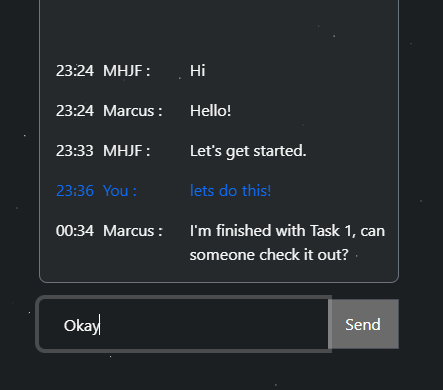 23:24 MHJF : Hi
23:24 Marcus : Hello!
23:33 MHJF : Let's get started.
23:36 You : lets do this!
00:34 Marcus : I'm finished with Task 1, can
someone check it out?
Okay
Send